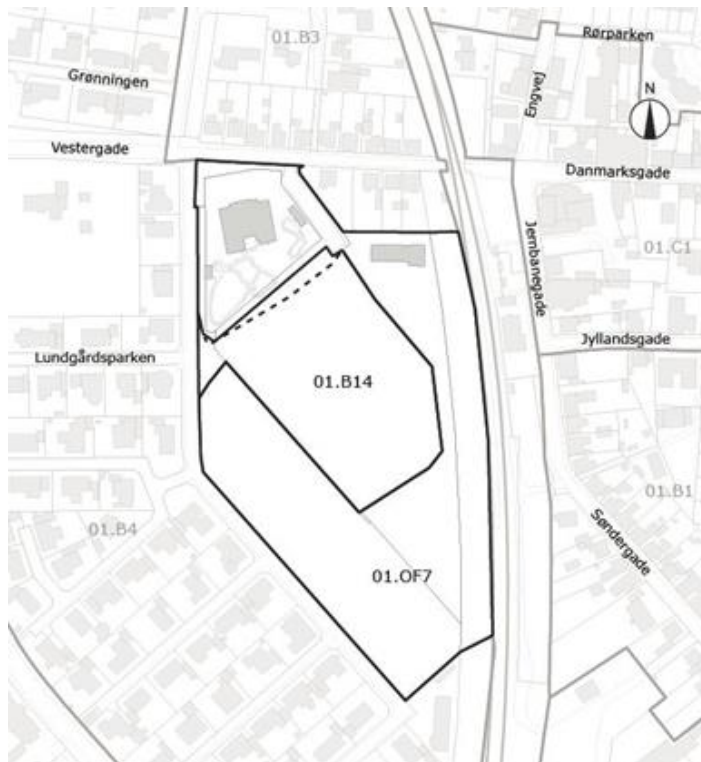 01.B3
Rørparken
Grønningen
Engvej
N
Vestergade
Danmarksgade
Jernbanegade
01.C1
Jyllandsgade
Lundgårdsparken
01.B14
01.B1
01.B4
Søndergade
01.OF7